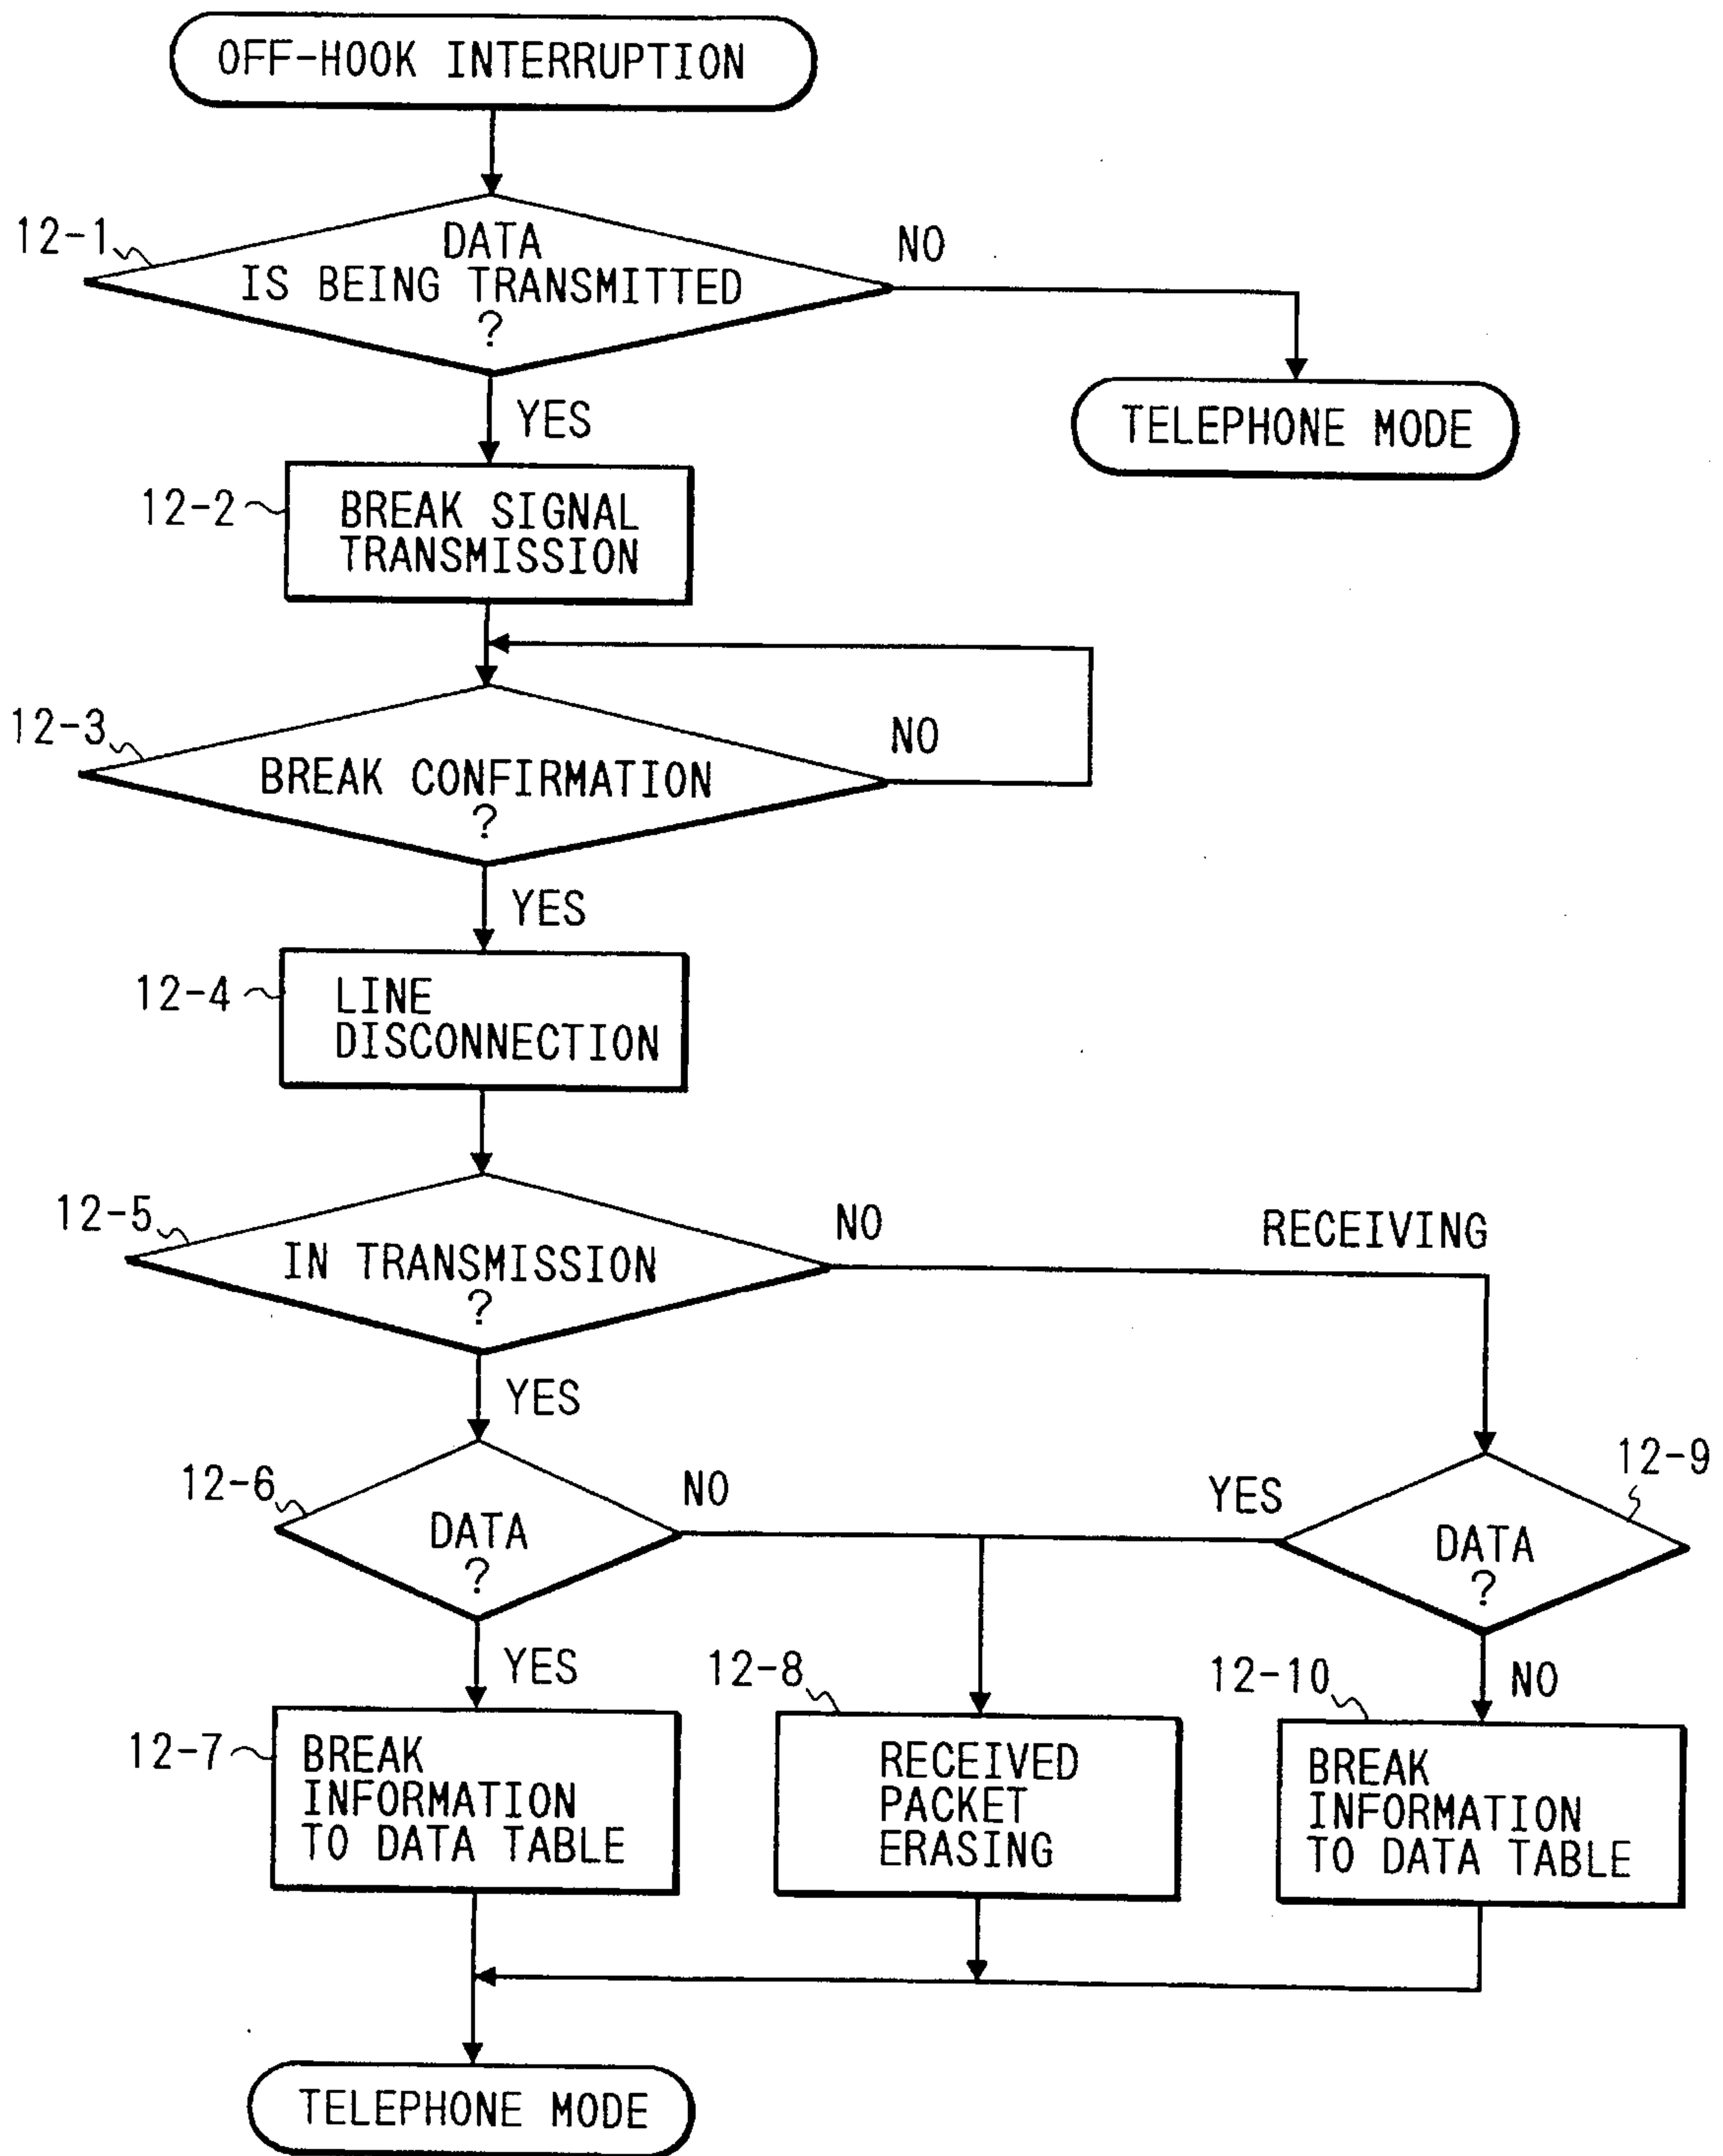 OFF-HOOK INTERRUPTION
12-1
DATA
IS BEING TRANSMITTED
?
NO
YES
TELEPHONE MODE
12-2
BREAK SIGNAL
TRANSMISSION
12-3
BREAK CONFIRMATION
?
NO
YES
12-4
LINE
DISCONNECTION
12-5
IN TRANSMISSION
?
NO
RECEIVING
YES
12-6
DATA
?
NO
YES
12-9
DATA
?
YES
12-8
12-10
NO
12-7
BREAK
INFORMATION
TO DATA TABLE
RECEIVED
PACKET
ERASING
BREAK
INFORMATION
TO DATA TABLE
TELEPHONE MODE